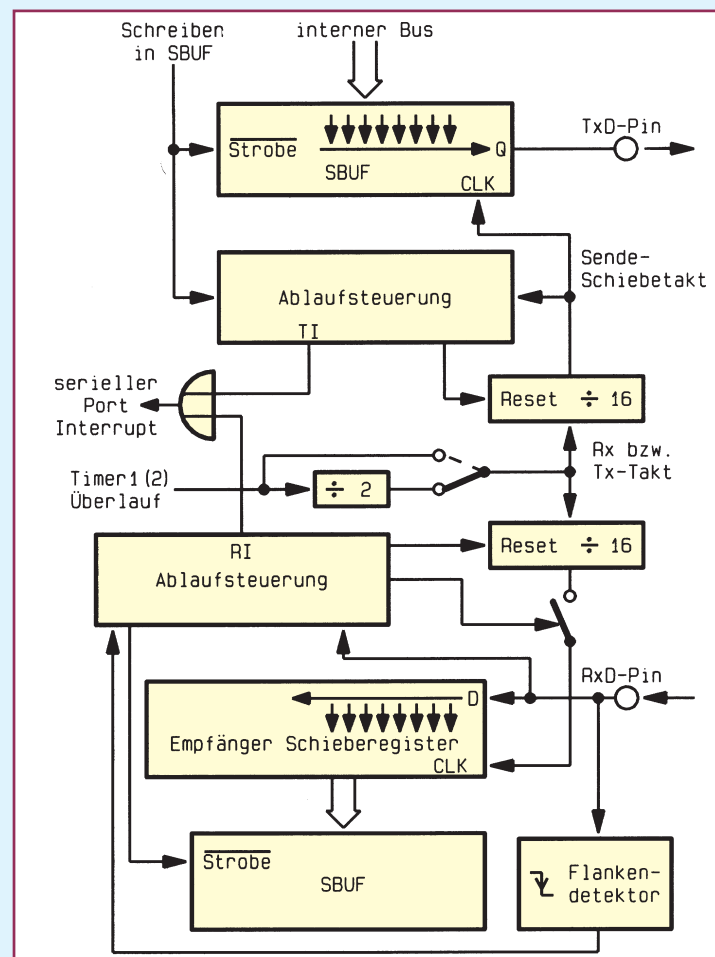 Schreiben
in SBUF
interner Bus
Strobe
SBUF
Q
CLK
TxD-Pin
Sende-
Schiebetakt
Ablaufsteuerung
TI
serieller
Port
Interrupt
Reset ÷ 16
Rx bzw.
Tx-Takt
Timer1(2)
Überlauf
÷ 2
Reset ÷ 16
RI
Ablaufsteuerung
RxD-Pin
D
Empfänger Schieberegister
CLK
Strobe
SBUF
Flanken-
detektor